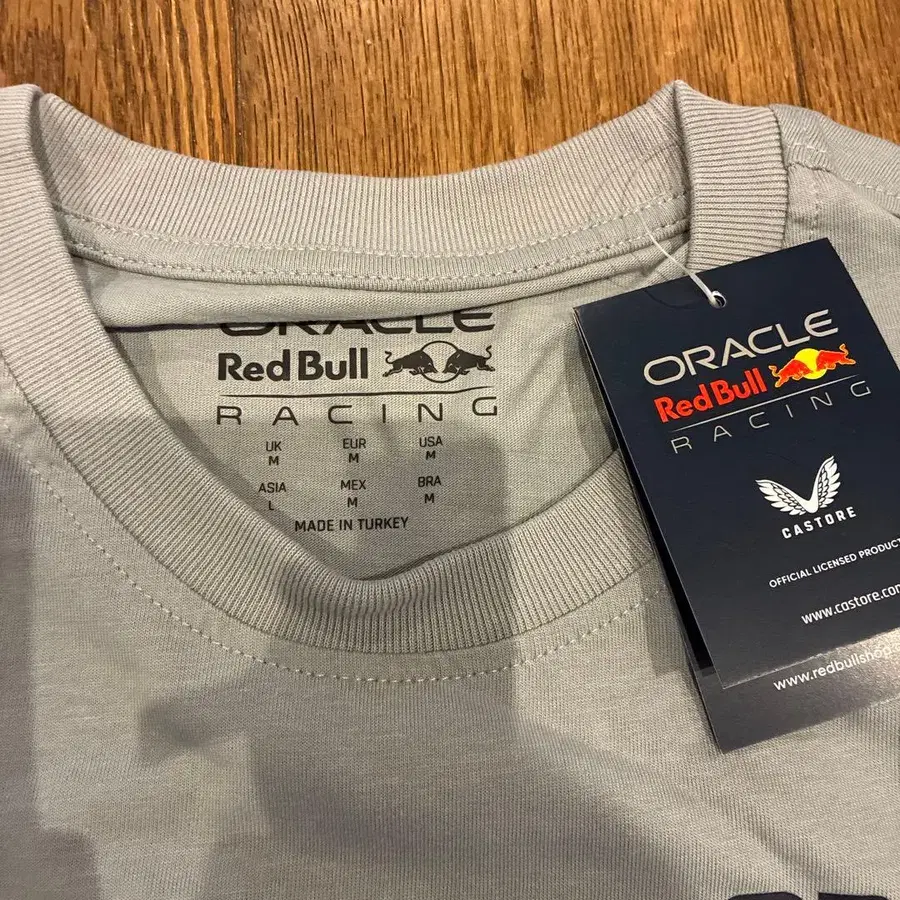 ORACLE
Red Bull
RACING
UK EUR USA
M M M
ASIA MEX BRA
L M M
MADE IN TURKEY
ORACLE
Red Bull
RACING
CASTORE
OFFICIAL LICENSED PRODUCT
www.castore.com
www.redbullshop